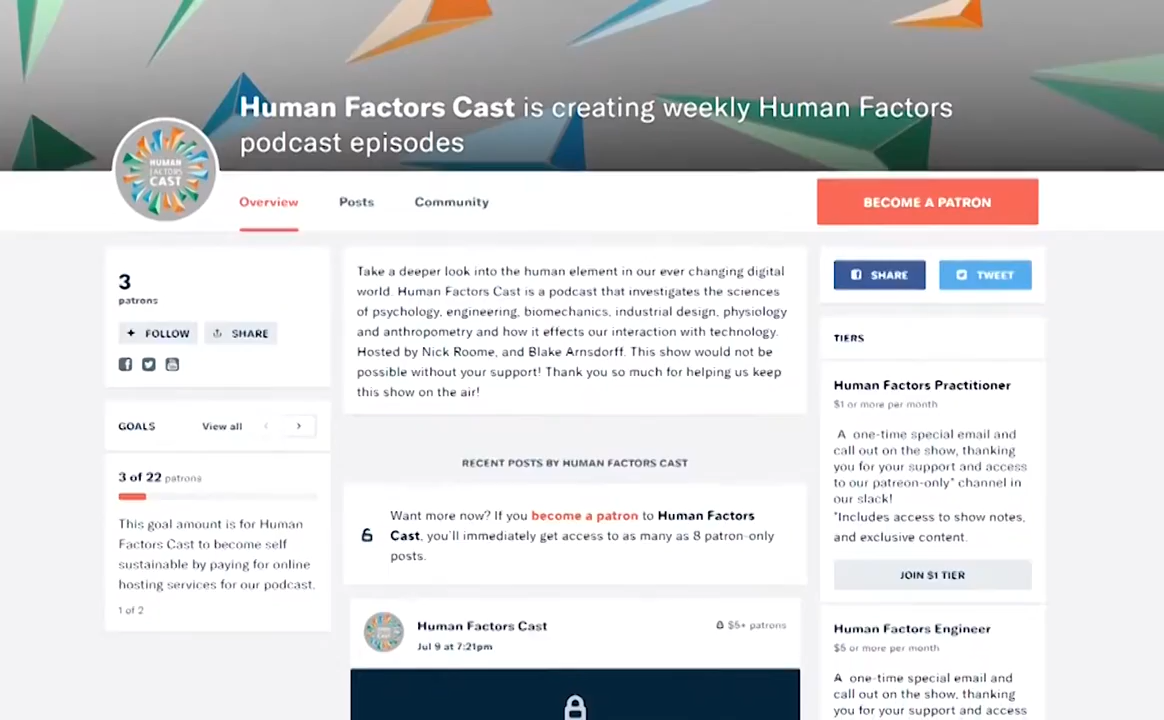 Human Factors Cast is creating weekly Human Factors
podcast episodes
HUMAN
FACTORS
CAST
Overview
Posts
Community
BECOME A PATRON
3
patrons
FOLLOW
SHARE
GOALS
View all
3 of 22 patrons
This goal amount is for Human
Factors Cast to become self
sustainable by paying for online
hosting services for our podcast.
1 of 2
Take a deeper look into the human element in our ever changing digital
world. Human Factors Cast is a podcast that investigates the sciences
of psychology, engineering, biomechanics, industrial design, physiology
and anthropometry and how it effects our interaction with technology.
Hosted by Nick Roome, and Blake Arnsdorff. This show would not be
possible without your support! Thank you so much for helping us keep
this show on the air!
RECENT POSTS BY HUMAN FACTORS CAST
Want more now? If you become a patron to Human Factors
Cast, you'll immediately get access to as many as 8 patron-only
posts.
Human Factors Cast
Jul 9 at 7:21pm
$5+ patrons
SHARE
TWEET
TIERS
Human Factors Practitioner
$1 or more per month
A one-time special email and
call out on the show, thanking
you for your support and access
to our patreon-only* channel in
our slack!
*Includes access to show notes,
and exclusive content.
JOIN $1 TIER
Human Factors Engineer
$5 or more per month
A one-time special email and
call out on the show, thanking
you for your support and access